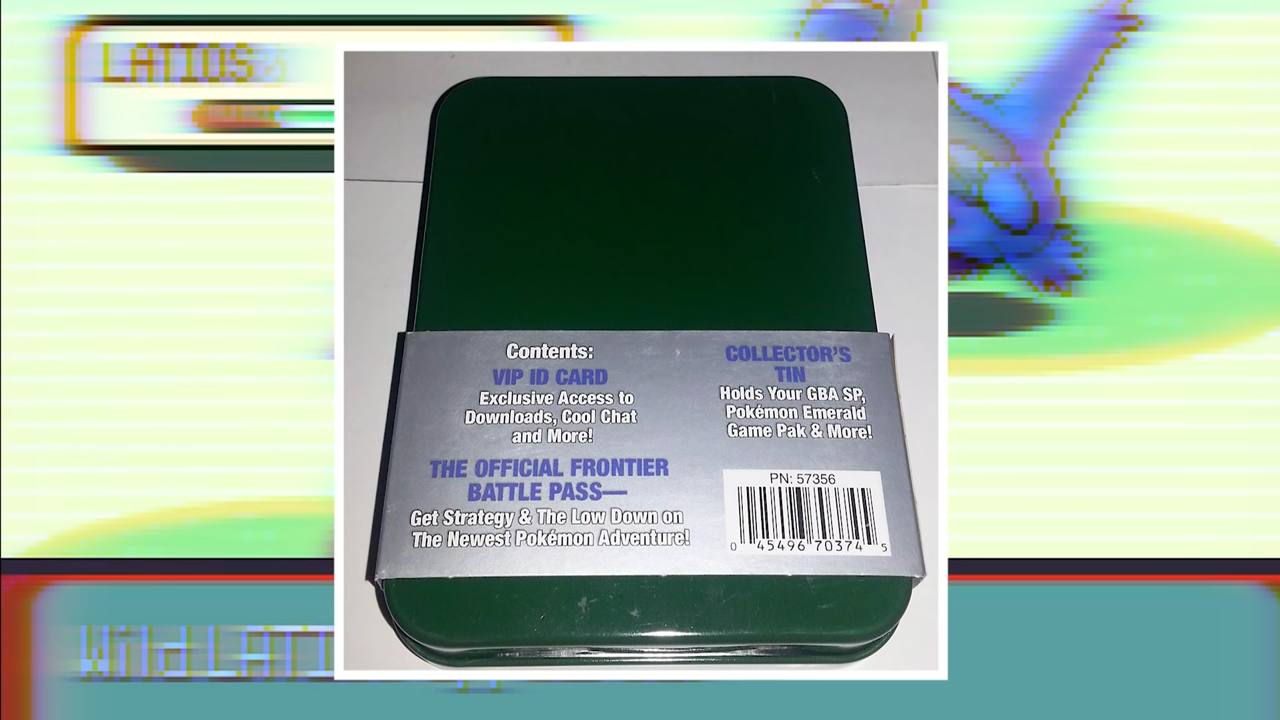 LATIOS♂
Contents:
VIP ID CARD
Exclusive Access to
Downloads, Cool Chat
and More!
THE OFFICIAL FRONTIER
BATTLE PASS—
Get Strategy & The Low Down on
The Newest Pokémon Adventure!
COLLECTOR'S
TIN
Holds Your GBA SP,
Pokémon Emerald
Game Pak & More!
PN: 57356
0 45496 70374 5
Wild LATI